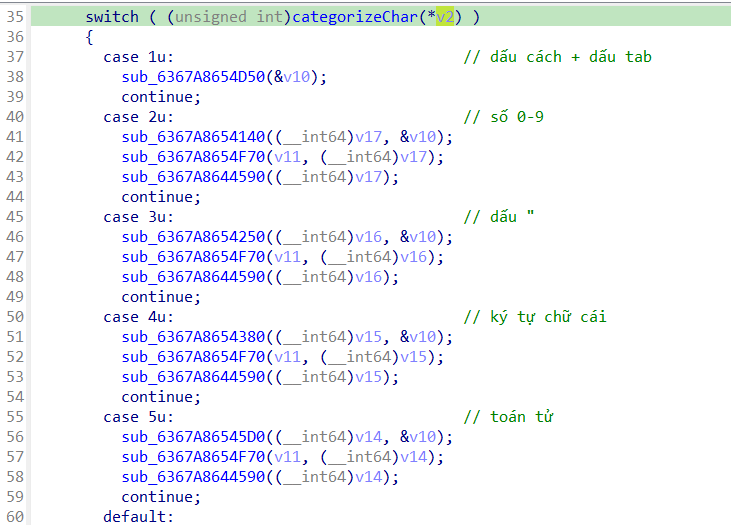 35 switch ( (unsigned int)categorizeChar(*v2) )
36 {
37 case 1u: // dấu cách + dấu tab
38 sub_6367A8654D50(&v10);
39 continue;
40 case 2u: // số 0-9
41 sub_6367A8654140((__int64)v17, &v10);
42 sub_6367A8654F70(v11, (__int64)v17);
43 sub_6367A8644590((__int64)v17);
44 continue;
45 case 3u: // dấu "
46 sub_6367A8654250((__int64)v16, &v10);
47 sub_6367A8654F70(v11, (__int64)v16);
48 sub_6367A8644590((__int64)v16);
49 continue;
50 case 4u: // ký tự chữ cái
51 sub_6367A8654380((__int64)v15, &v10);
52 sub_6367A8654F70(v11, (__int64)v15);
53 sub_6367A8644590((__int64)v15);
54 continue;
55 case 5u: // toán tử
56 sub_6367A86545D0((__int64)v14, &v10);
57 sub_6367A8654F70(v11, (__int64)v14);
58 sub_6367A8644590((__int64)v14);
59 continue;
60 default: